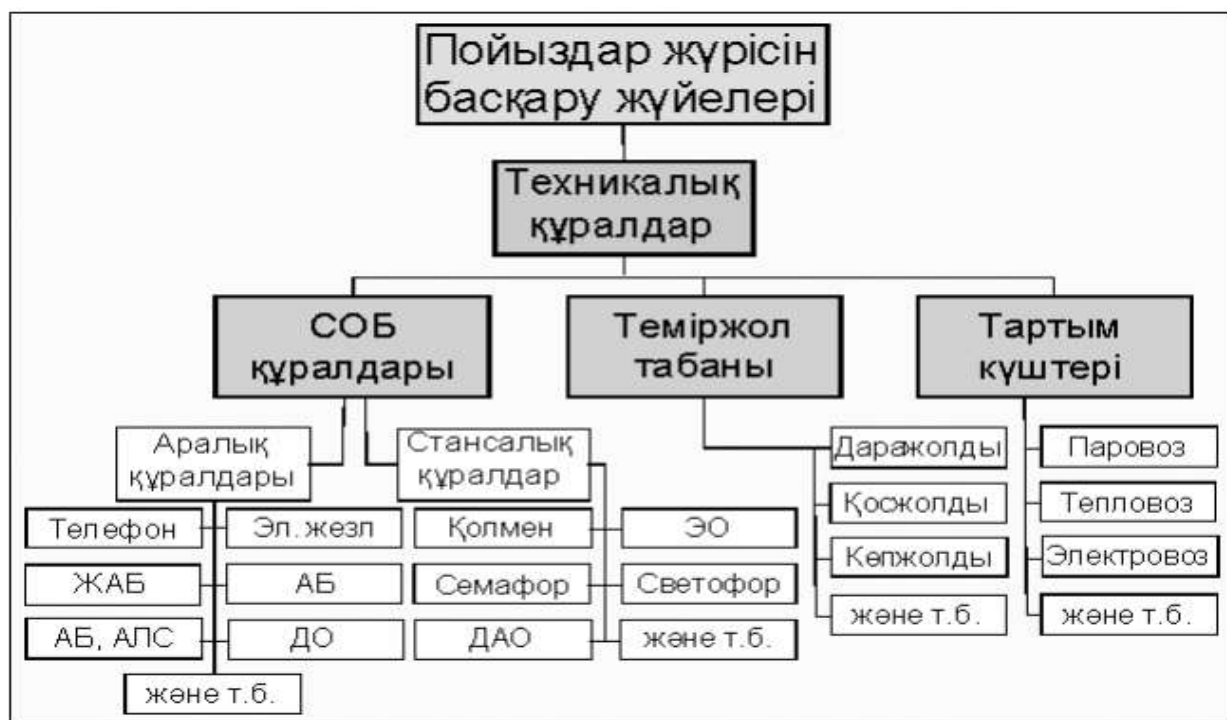 Пойыздар жүрісін
басқару жүйелері
Техникалық
құралдар
СОБ
құралдары
Теміржол
табаны
Тартым
күштері
Аралық
құралдары
Стансалық
құралдар
Телефон
Эл. жезл
ЖАБ
АБ
АБ, АЛС
ДО
және т.б.
Қолмен
ЭО
Семафор
Светофор
ДАО
және т.б.
Даражолды
Қосжолды
Көпжолды
және т.б.
Паровоз
Тепловоз
Электровоз
және т.б.